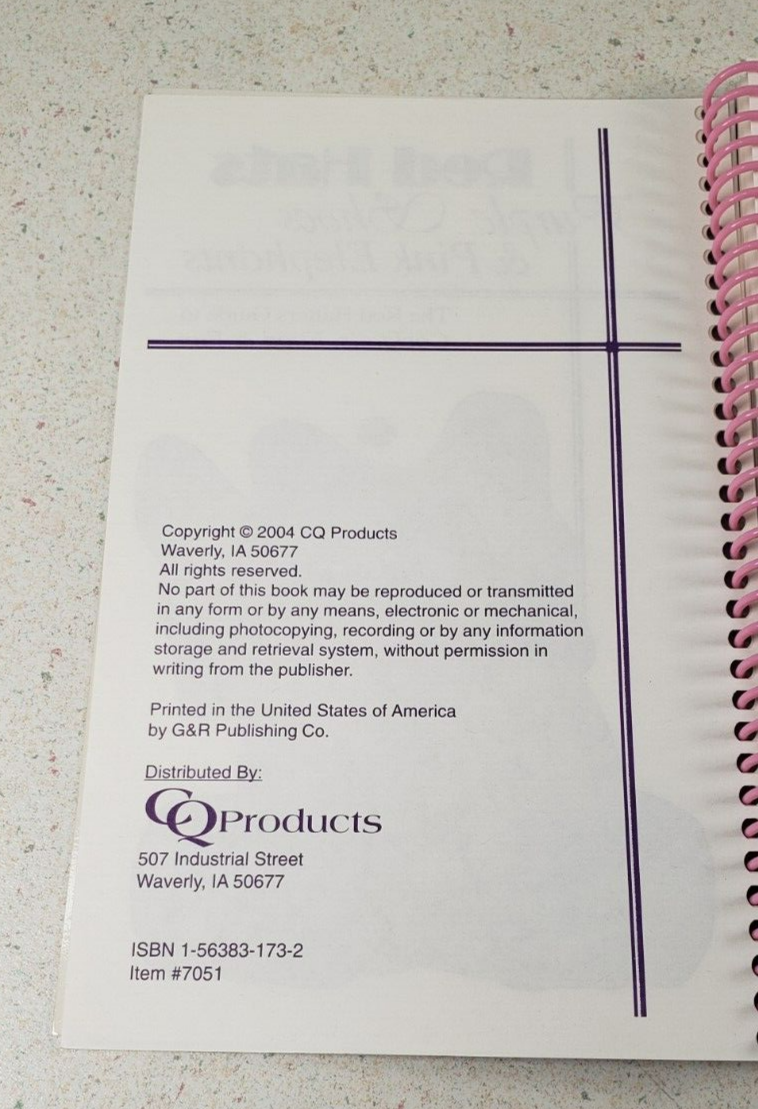 Copyright © 2004 CQ Products
Waverly, IA 50677
All rights reserved.
No part of this book may be reproduced or transmitted
in any form or by any means, electronic or mechanical,
including photocopying, recording or by any information
storage and retrieval system, without permission in
writing from the publisher.
Printed in the United States of America
by G&R Publishing Co.
Distributed By:
CQ Products
507 Industrial Street
Waverly, IA 50677
ISBN 1-56383-173-2
Item #7051